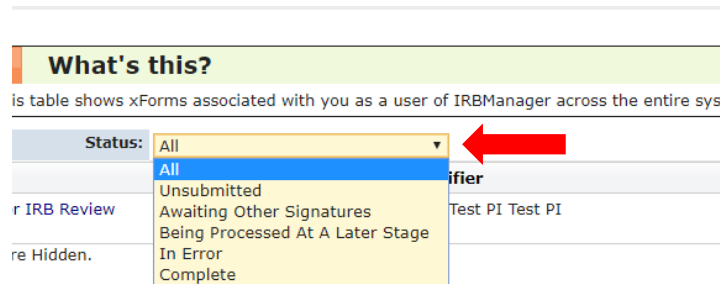 What's this?
is table shows xForms associated with you as a user of IRBManager across the entire sys
Status: All
All
ifier
Unsubmitted
r IRB Review Awaiting Other Signatures Test PI Test PI
Being Processed At A Later Stage
re Hidden. In Error
Complete